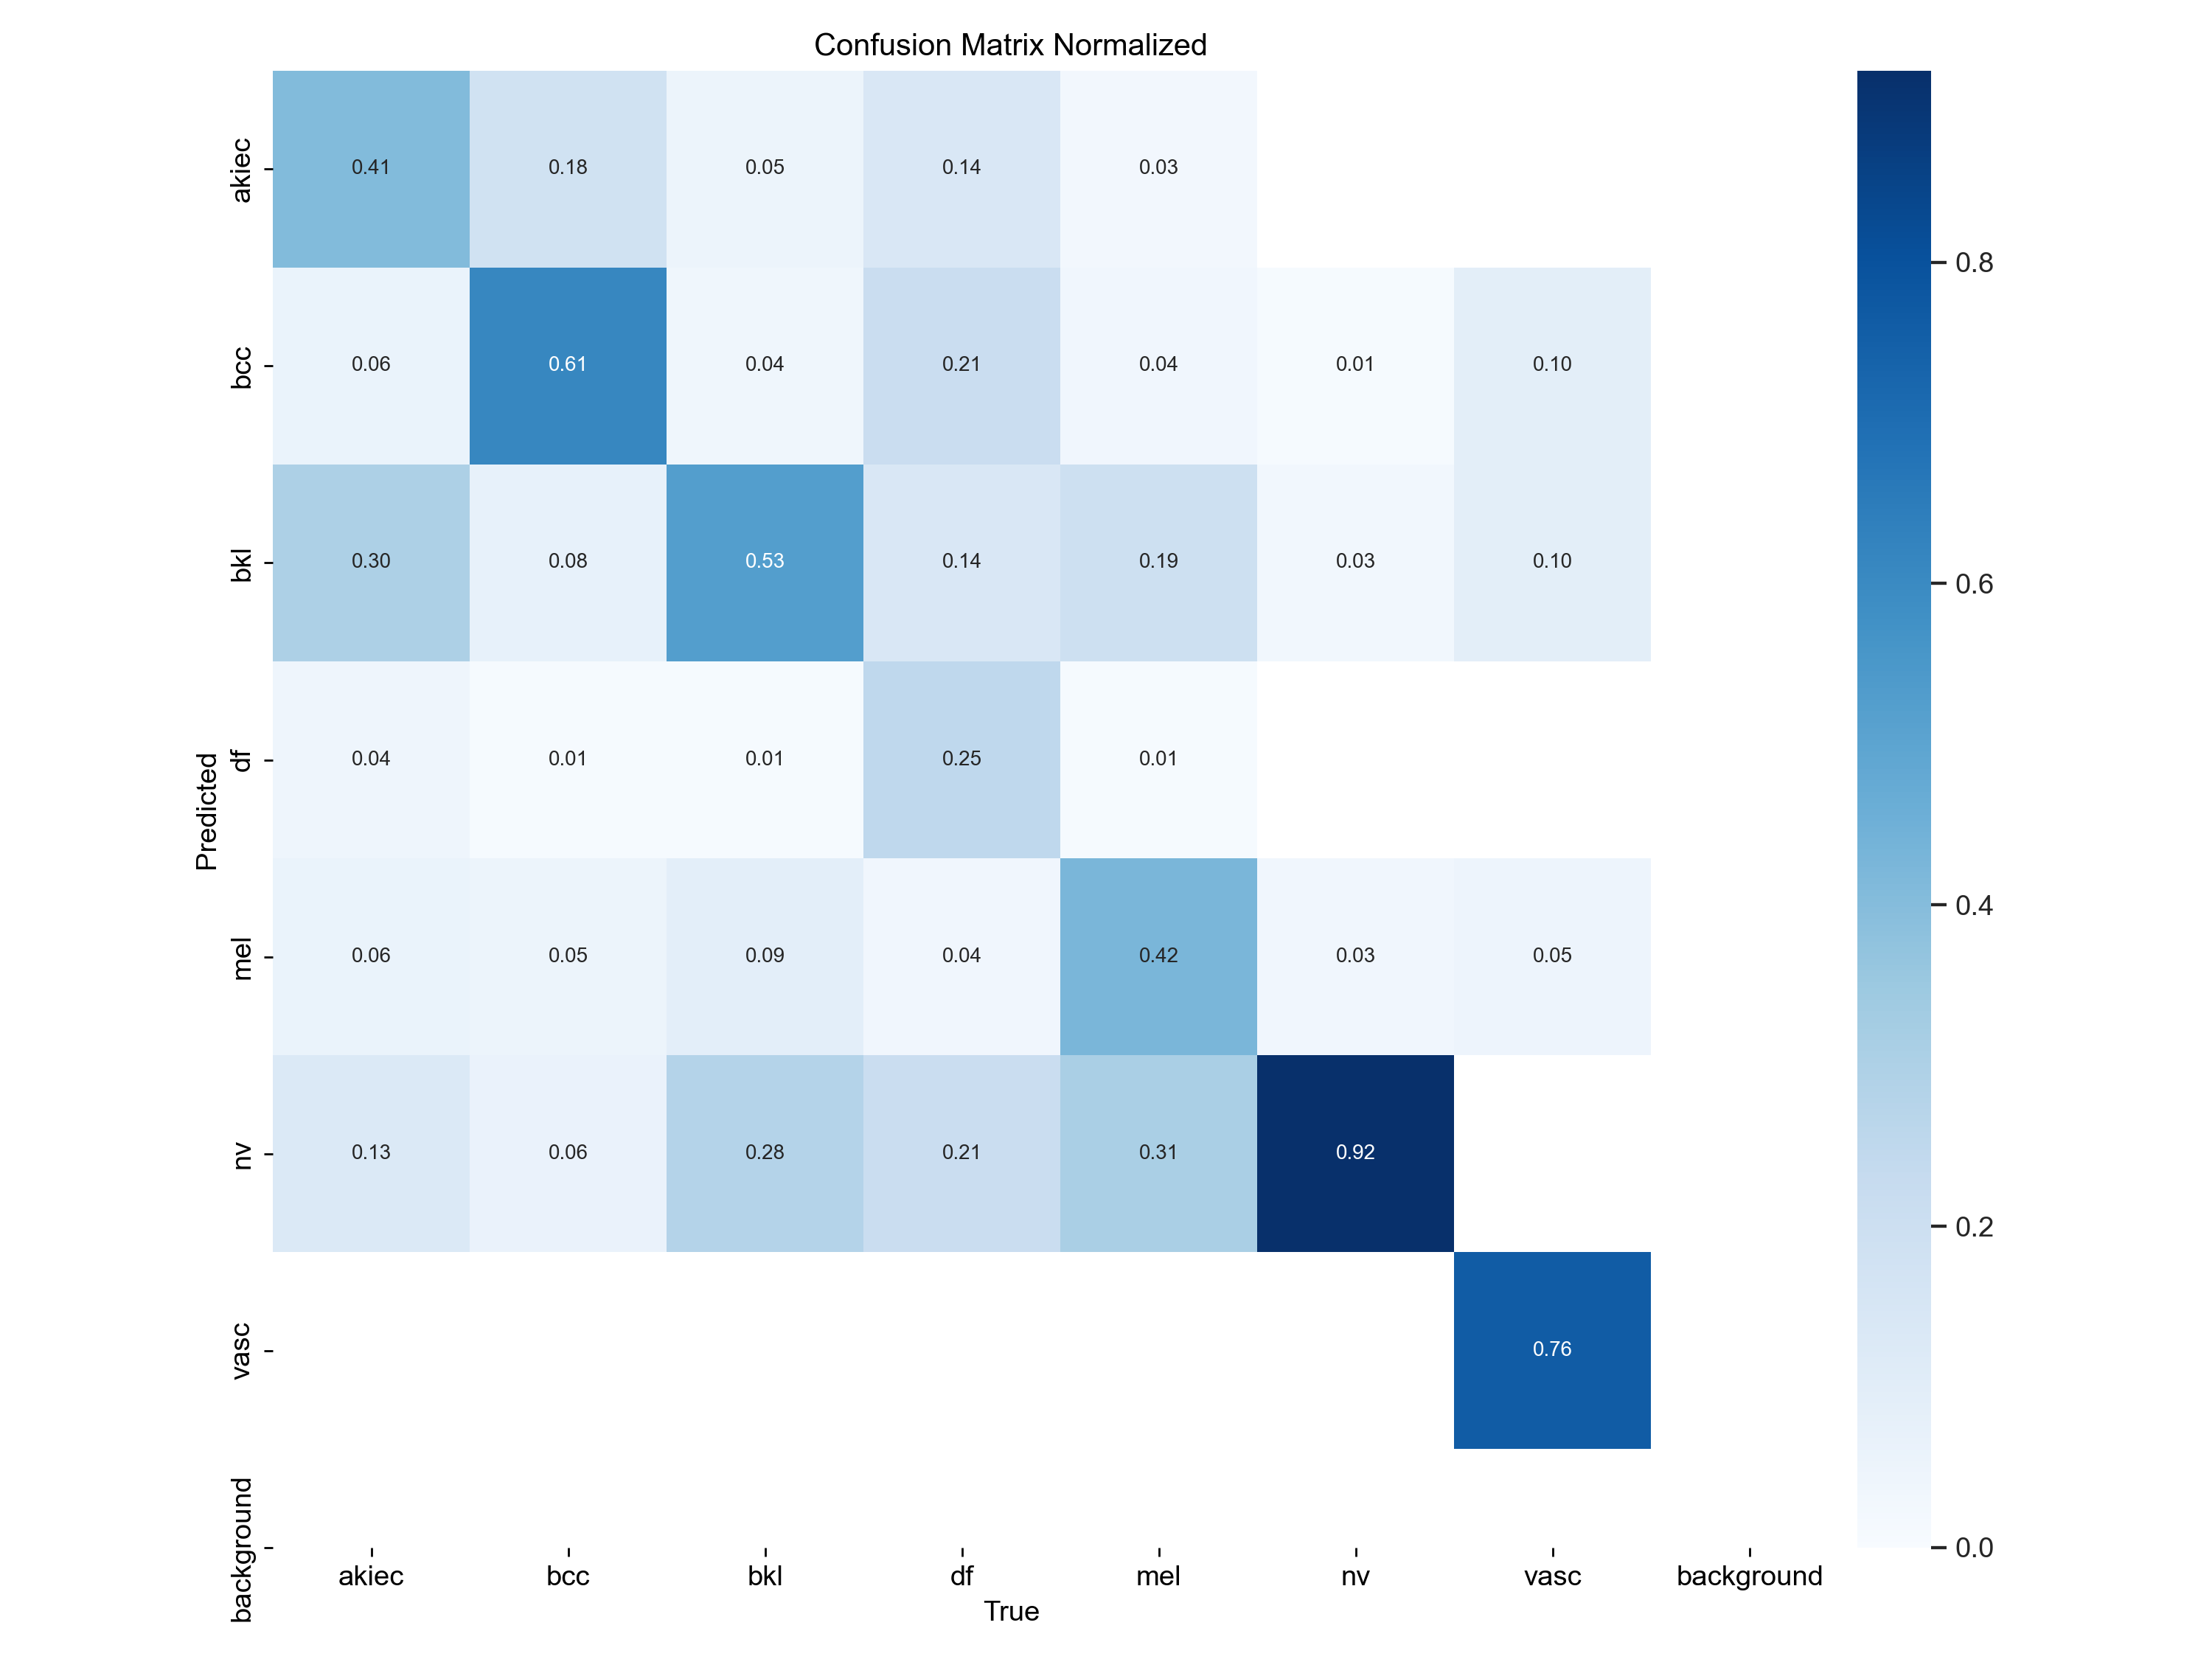 Confusion Matrix Normalized
akiec 0.41 0.18 0.05 0.14 0.03
bcc 0.06 0.61 0.04 0.21 0.04 0.01 0.10
bkl 0.30 0.08 0.53 0.14 0.19 0.03 0.10
df 0.04 0.01 0.01 0.25 0.01
mel 0.06 0.05 0.09 0.04 0.42 0.03 0.05
nv 0.13 0.06 0.28 0.21 0.31 0.92
vasc 0.76
background
Predicted
akiec bcc bkl df mel nv vasc background
True
0.8
0.6
0.4
0.2
0.0